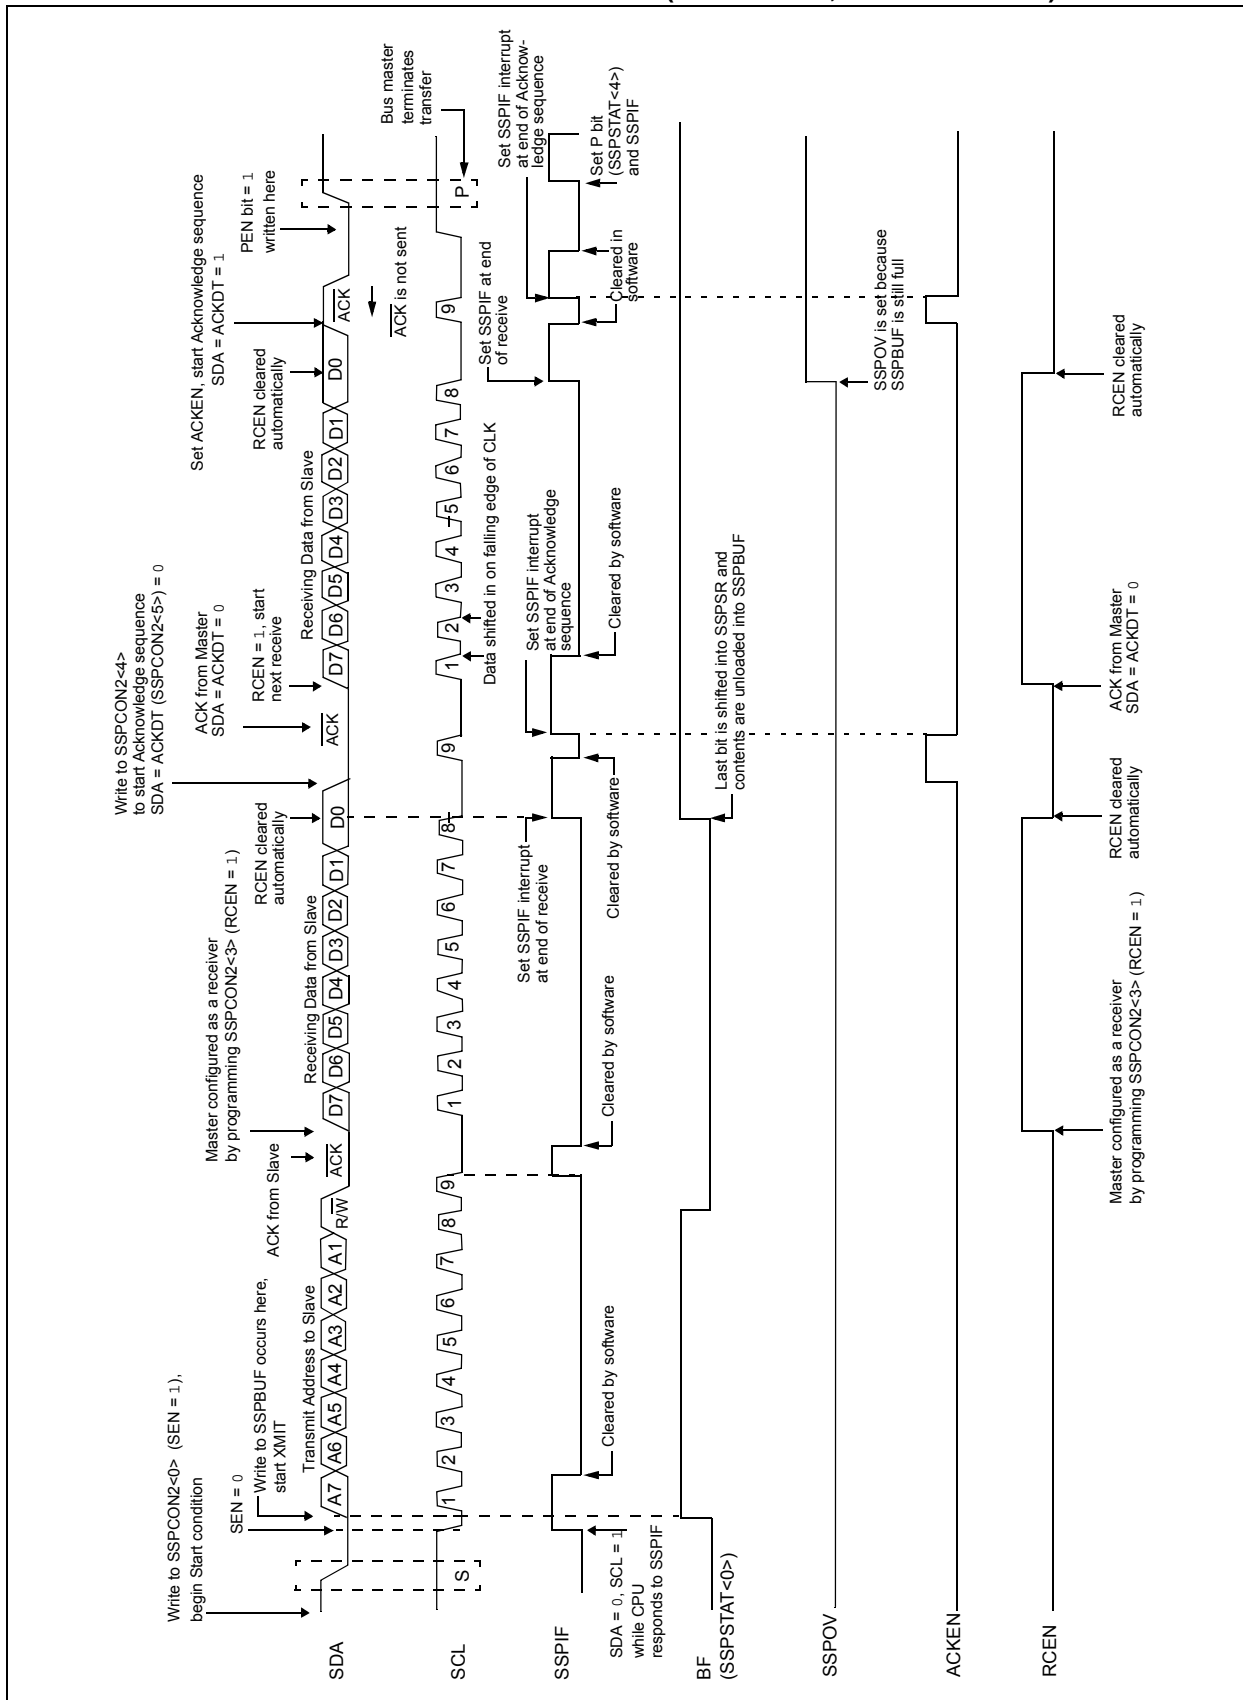 Write to SSPCON2<0> (SEN = 1),
begin Start condition
SEN = 0
Write to SSPBUF occurs here,
start XMIT
Transmit Address to Slave
ACK from Slave
Master configured as a receiver
by programming SSPCON2<3> (RCEN = 1)
Receiving Data from Slave
RCEN cleared
automatically
Write to SSPCON2<4>
to start Acknowledge sequence
SDA = ACKDT (SSPCON2<5>) = 0
ACK from Master
SDA = ACKDT = 0
RCEN = 1, start
next receive
Receiving Data from Slave
RCEN cleared
automatically
Set ACKEN, start Acknowledge sequence
SDA = ACKDT = 1
PEN bit = 1
written here
SDA
A7 A6 A5 A4 A3 A2 A1 R/W ACK D7 D6 D5 D4 D3 D2 D1 D0 ACK D7 D6 D5 D4 D3 D2 D1 D0 ACK
ACK is not sent
Bus master
terminates
transfer
SCL
S 1 2 3 4 5 6 7 8 9 1 2 3 4 5 6 7 8 9 1 2 3 4 5 6 7 8 9 P
Data shifted in on falling edge of CLK
Set SSPIF at end
of receive
Set SSPIF interrupt
at end of receive
Set SSPIF interrupt
at end of Acknowledge
sequence
Set SSPIF interrupt
at end of Acknow-
ledge sequence
SSPIF
SDA = 0, SCL = 1
while CPU
responds to SSPIF
Cleared by software
Cleared by software
Cleared by software
Cleared by software
Cleared by software
Cleared in
software
Set P bit
(SSPSTAT<4>)
and SSPIF
BF
(SSPSTAT<0>)
Last bit is shifted into SSPSR and
contents are unloaded into SSPBUF
SSPOV
SSPOV is set because
SSPBUF is still full
ACKEN
RCEN
Master configured as a receiver
by programming SSPCON2<3> (RCEN = 1)
RCEN cleared
automatically
ACK from Master
SDA = ACKDT = 0
RCEN cleared
automatically